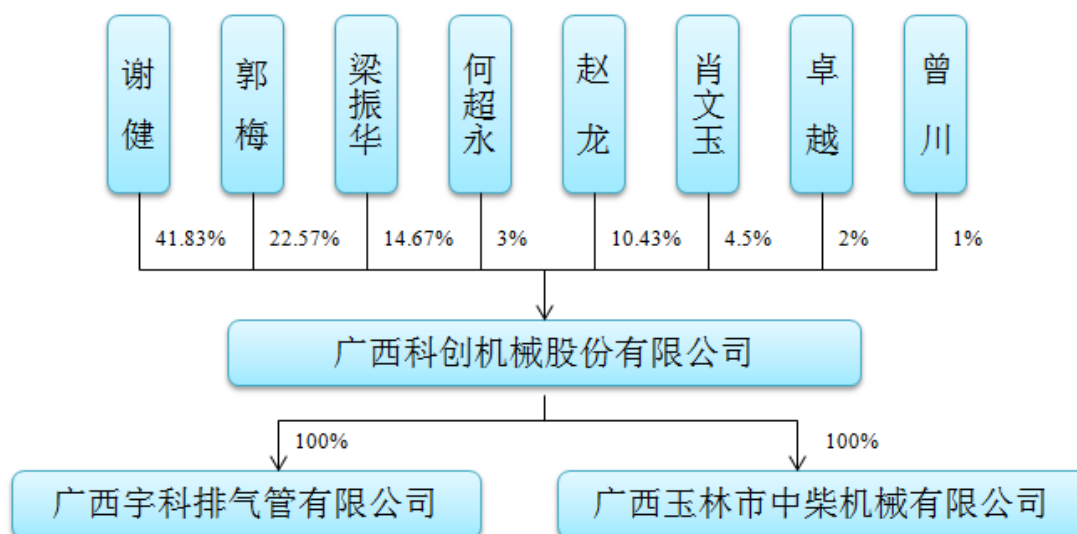 谢健
郭梅
梁振华
何超永
赵龙
肖文玉
卓越
曾川
41.83%
22.57%
14.67%
3%
10.43%
4.5%
2%
1%
广西科创机械股份有限公司
100%
100%
广西宇科排气管有限公司
广西玉林市中柴机械有限公司